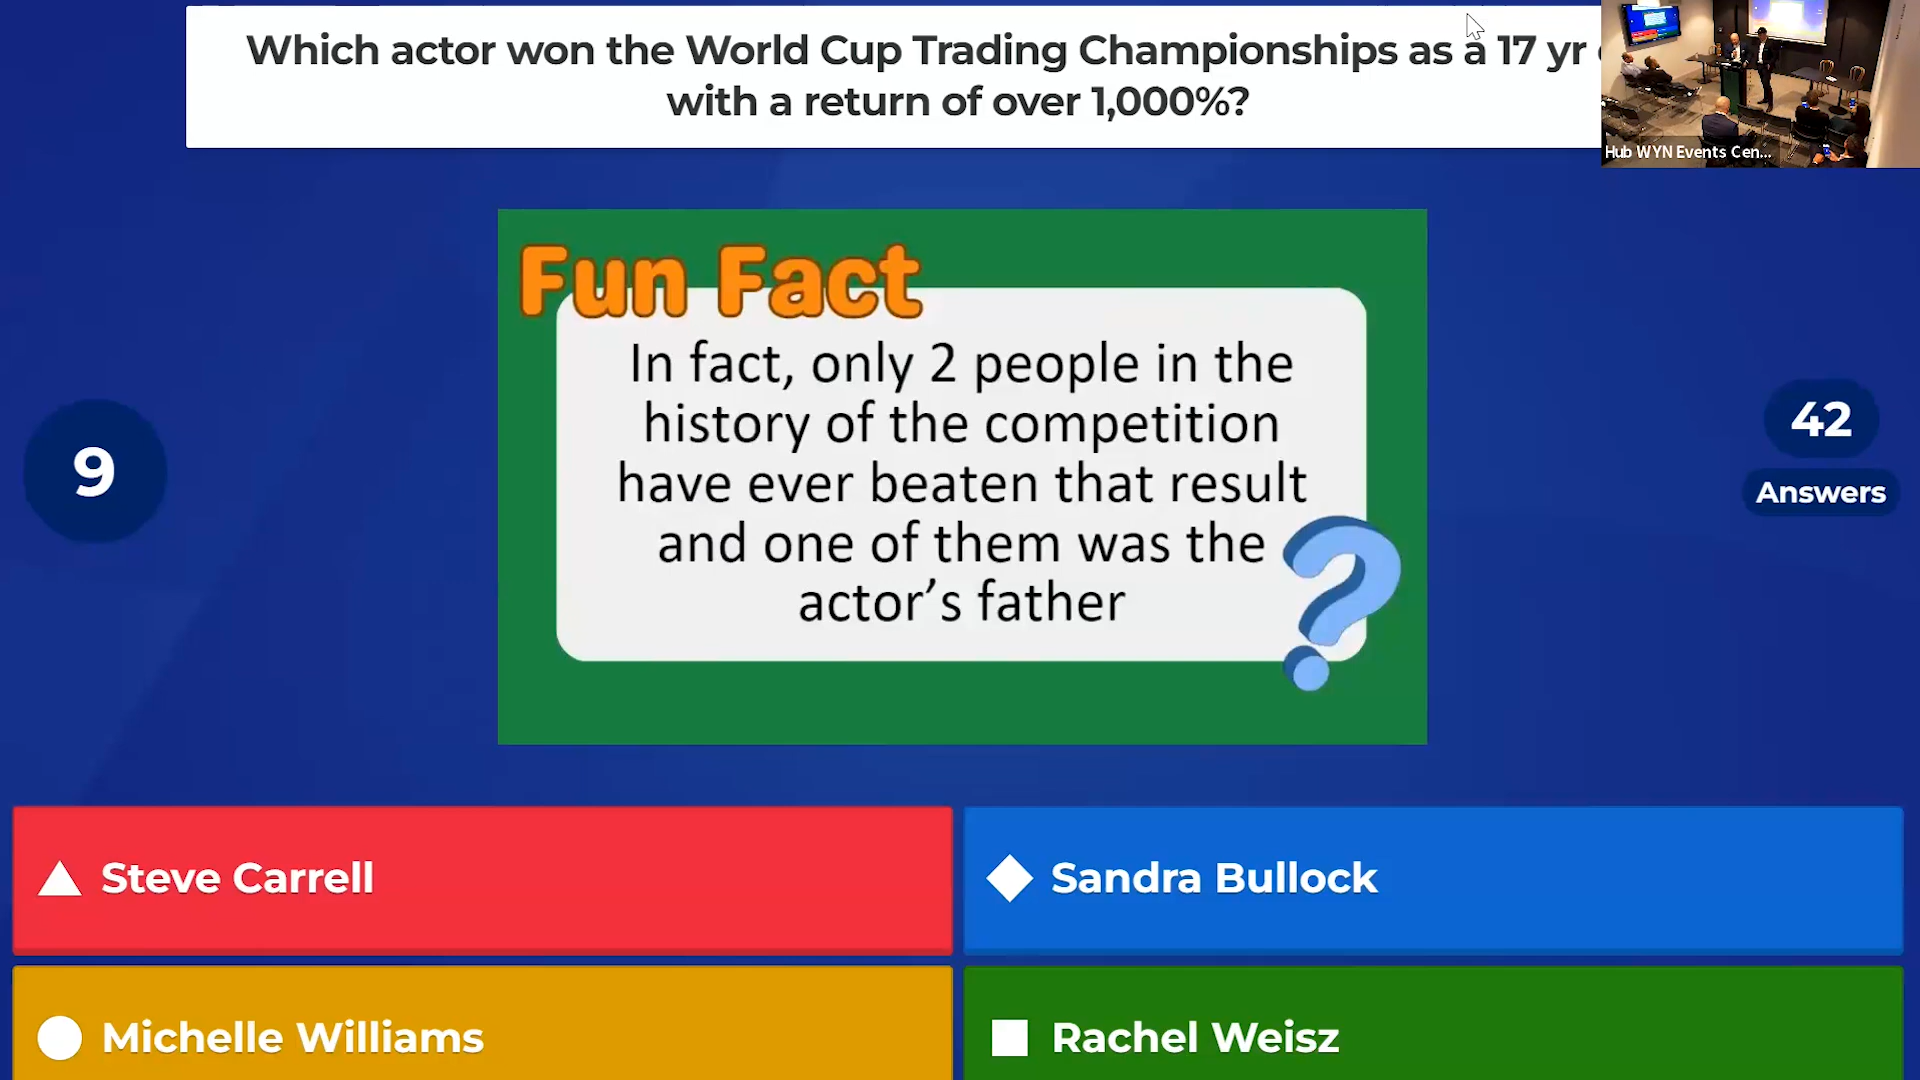 Which actor won the World Cup Trading Championships as a 17 yr
with a return of over 1,000%?
Hub WYN Events Cen...
Fun Fact
In fact, only 2 people in the
history of the competition
have ever beaten that result
and one of them was the
actor's father
9
42
Answers
Steve Carrell
Sandra Bullock
Michelle Williams
Rachel Weisz